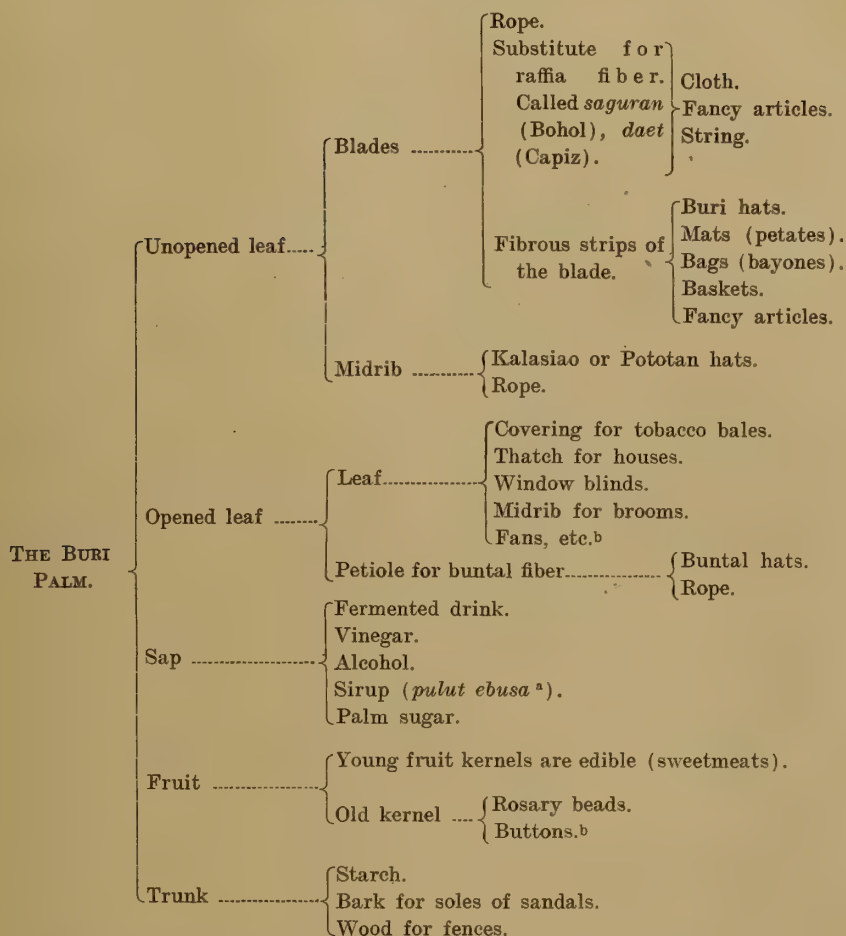 Rope.
Substitute for
raffia fiber.
Called saguran
(Bohol), daet
(Capiz).
Cloth.
Fancy articles.
String.
Blades
Fibrous strips of
the blade.
Buri hats.
Mats (petates).
Bags (bayones).
Baskets.
Fancy articles.
Unopened leaf
Midrib
Kalasiao or Pototan hats.
Rope.
THE BURI
PALM.
Opened leaf
Leaf
Covering for tobacco bales.
Thatch for houses.
Window blinds.
Midrib for brooms.
Fans, etc.b
Petiole for buntal fiber
Buntal hats.
Rope.
Sap
Fermented drink.
Vinegar.
Alcohol.
Sirup (pulut ebusa a).
Palm sugar.
Fruit
Young fruit kernels are edible (sweetmeats).
Old kernel
Rosary beads.
Buttons.b
Trunk
Starch.
Bark for soles of sandals.
Wood for fences.